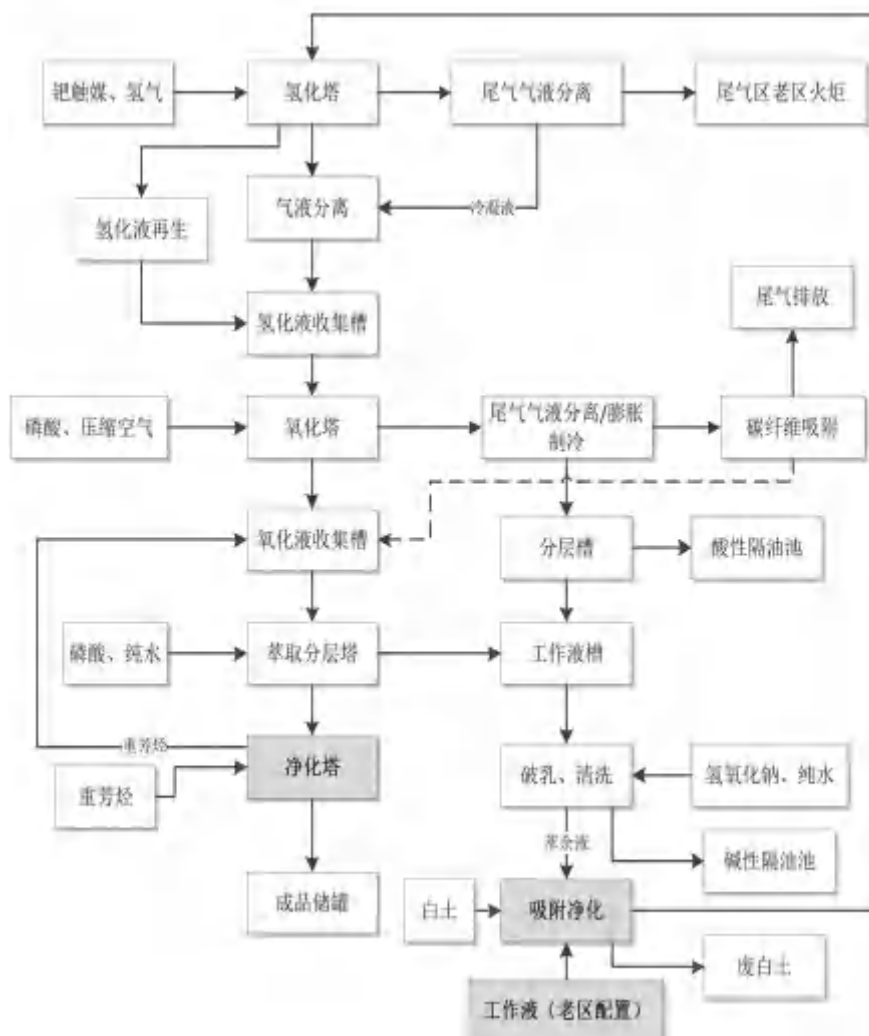 钯触媒、氢气
氢化塔
尾气气液分离
尾气区老区火炬
氢化液再生
气液分离
冷凝液
氢化液收集槽
尾气排放
磷酸、压缩空气
氧化塔
尾气气液分离/膨胀
制冷
碳纤维吸附
氧化液收集槽
分层槽
酸性隔油池
磷酸、纯水
萃取分层塔
工作液槽
重芳烃
净化塔
重芳烃
破乳、清洗
氢氧化钠、纯水
萃余液
碱性隔油池
成品储罐
白土
吸附净化
废白土
工作液（老区配置）